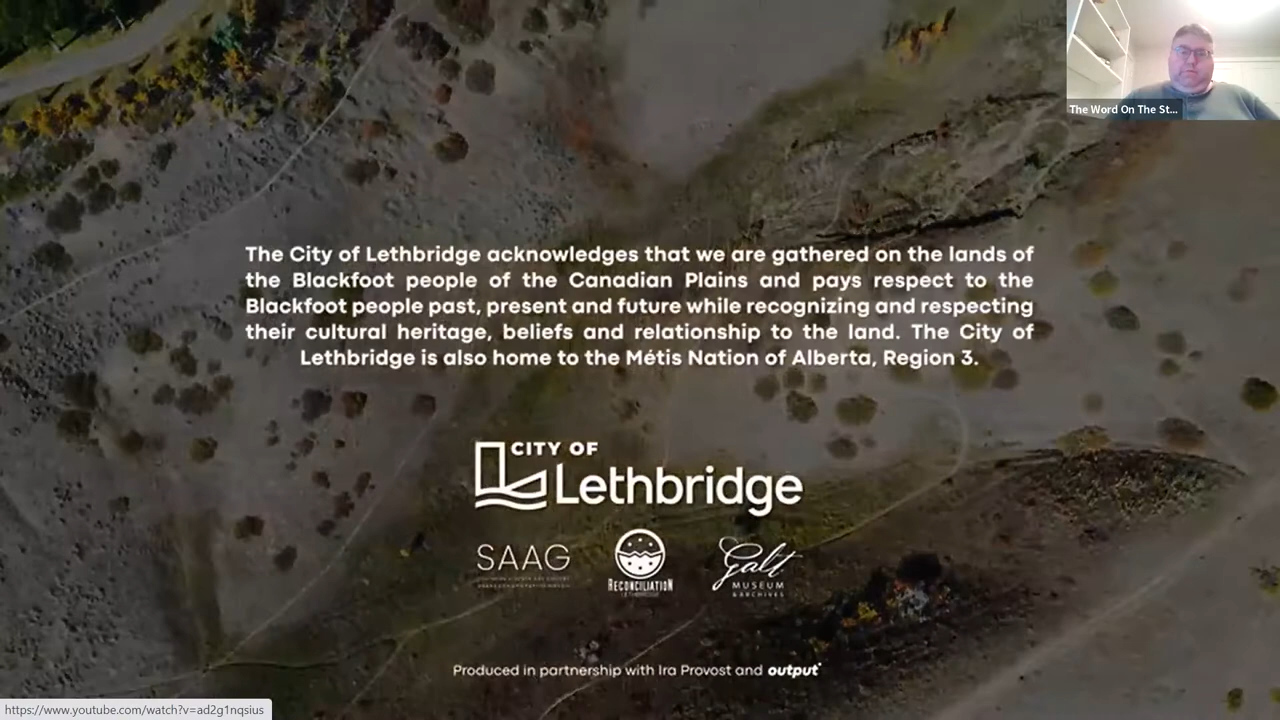 The Word On The St...
The City of Lethbridge acknowledges that we are gathered on the lands of
the Blackfoot people of the Canadian Plains and pays respect to the
Blackfoot people past, present and future while recognizing and respecting
their cultural heritage, beliefs and relationship to the land. The City of
Lethbridge is also home to the Métis Nation of Alberta, Region 3.
CITY OF
Lethbridge
SAAG
RECONCILIATION
LETHBRIDGE
Galt
MUSEUM
& ARCHIVES
Produced in partnership with Ira Provost and output
https://www.youtube.com/watch?v=ad2g1nqsius